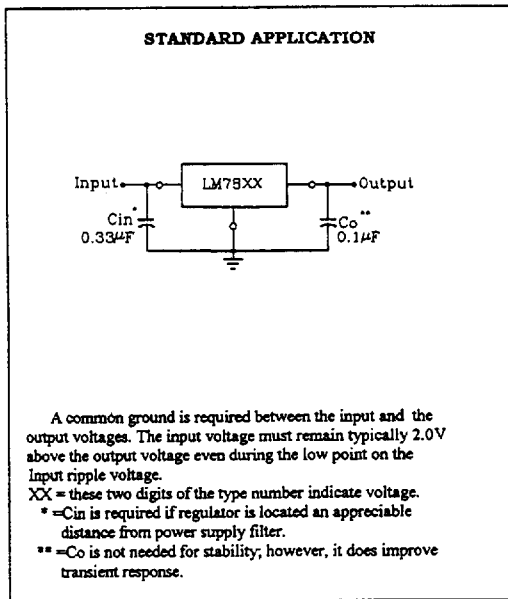 STANDARD APPLICATION
Input
LM78XX
Output
Cin*
0.33µF
Co**
0.1µF
A common ground is required between the input and the
output voltages. The input voltage must remain typically 2.0V
above the output voltage even during the low point on the
Input ripple voltage.
XX = these two digits of the type number indicate voltage.
* =Cin is required if regulator is located an appreciable
distance from power supply filter.
** =Co is not needed for stability; however, it does improve
transient response.